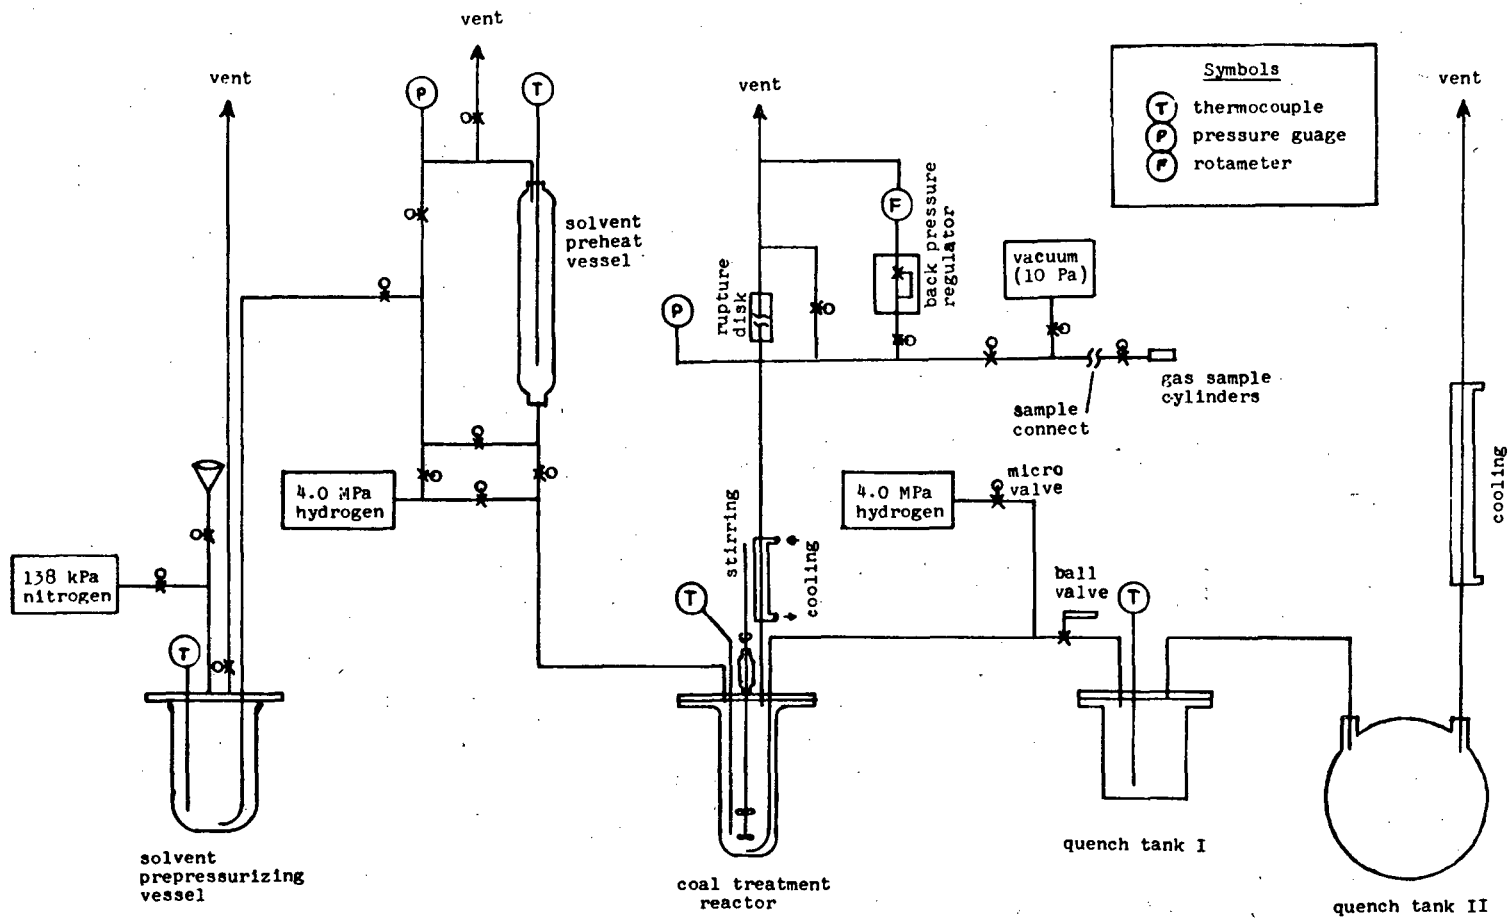 vent
vent
vent
vent
P
T
Symbols
T thermocouple
P pressure guage
F rotameter
solvent
preheat
vessel
F
back pressure
regulator
vacuum
(10 Pa)
P
rupture
disk
gas sample
cylinders
sample
connect
cooling
4.0 MPa
hydrogen
stirring
4.0 MPa
hydrogen
micro
valve
138 kPa
nitrogen
cooling
ball
valve
T
T
T
solvent
prepressurizing
vessel
coal treatment
reactor
quench tank I
quench tank II